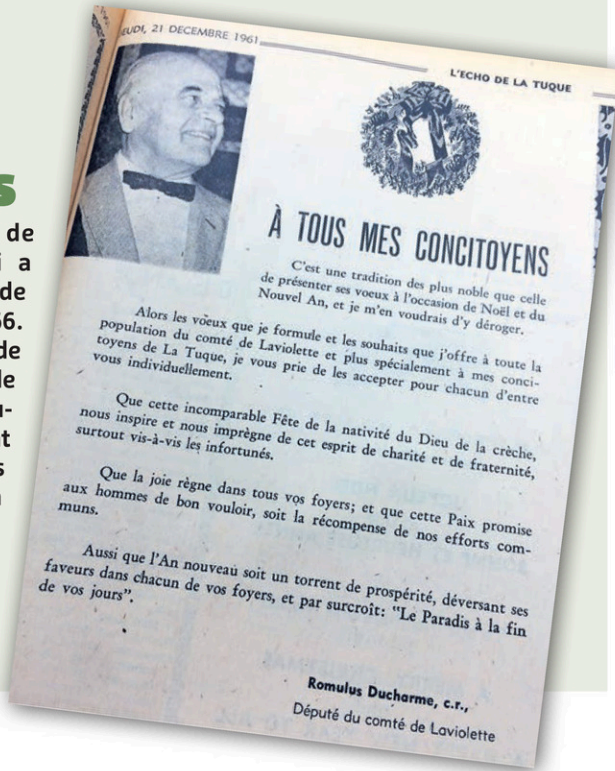 S
de
i a
de
66.
de
le
u-
nt
s
n
JEUDI, 21 DECEMBRE 1961
L'ECHO DE LA TUQUE
À TOUS MES CONCITOYENS
C'est une tradition des plus noble que celle
de présenter ses voeux à l'occasion de Noël et du
Nouvel An, et je m'en voudrais d'y déroger.
Alors les voeux que je formule et les souhaits que j'offre à toute la
population du comté de Laviolette et plus spécialement à mes conci-
toyens de La Tuque, je vous prie de les accepter pour chacun d'entre
vous individuellement.
Que cette incomparable Fête de la nativité du Dieu de la crèche,
nous inspire et nous imprègne de cet esprit de charité et de fraternité,
surtout vis-à-vis les infortunés.
Que la joie règne dans tous vos foyers; et que cette Paix promise
aux hommes de bon vouloir, soit la récompense de nos efforts com-
muns.
Aussi que l'An nouveau soit un torrent de prospérité, déversant ses
faveurs dans chacun de vos foyers, et par surcroît: "Le Paradis à la fin
de vos jours".
Romulus Ducharme, c.r.,
Député du comté de Laviolette